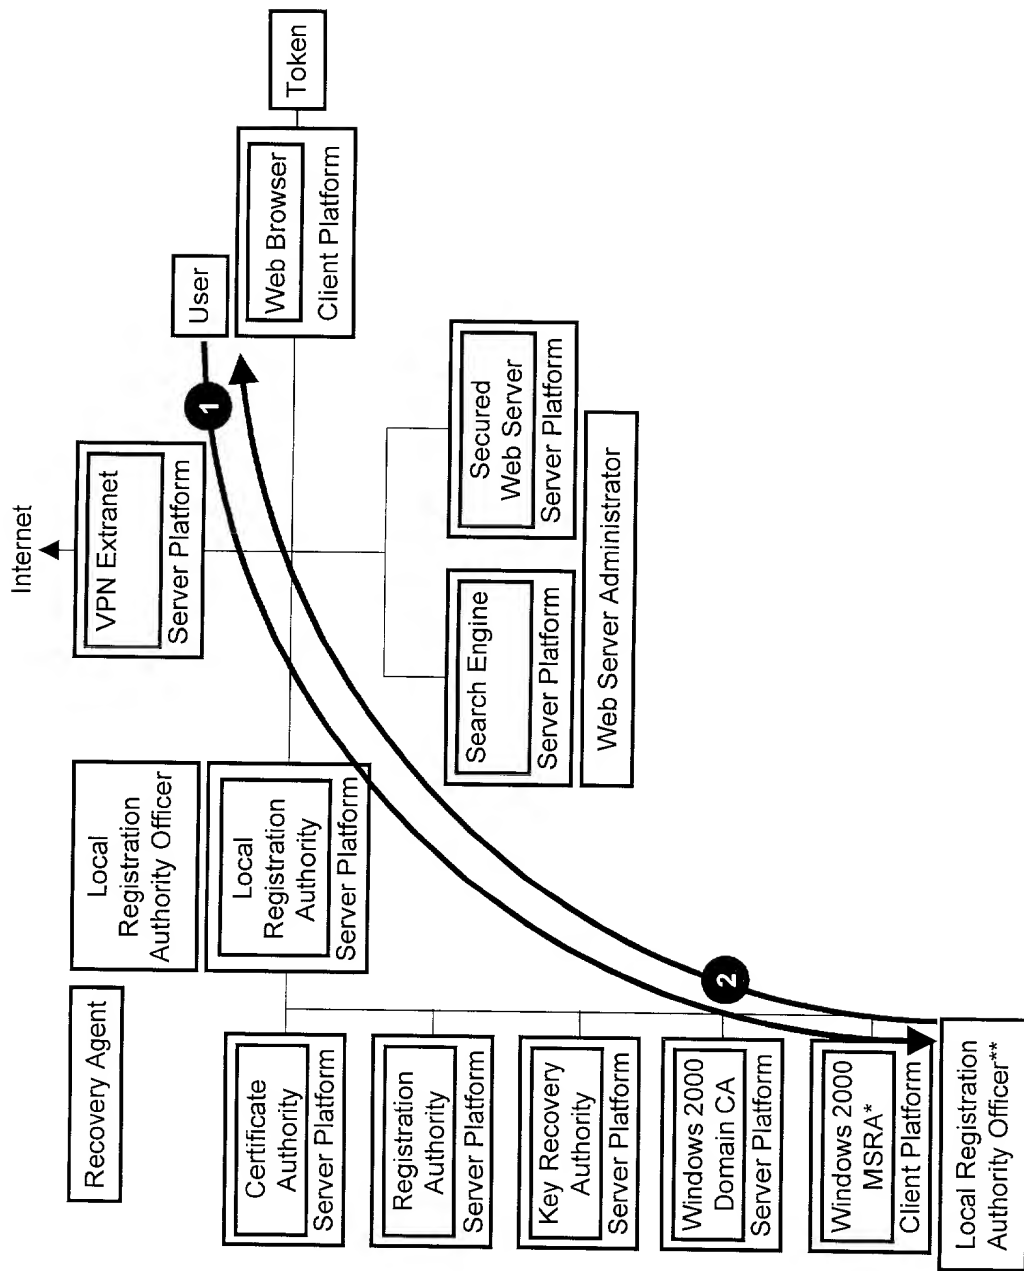 Recovery Agent
Local
Registration
Authority Officer
Internet
VPN Extranet
Server Platform
User
Token
Web Browser
Client Platform
1
Local
Registration
Authority
Server Platform
Certificate
Authority
Server Platform
Registration
Authority
Server Platform
Key Recovery
Authority
Server Platform
Windows 2000
Domain CA
Server Platform
Windows 2000
MSRA*
Client Platform
Local Registration
Authority Officer**
2
Search Engine
Server Platform
Secured
Web Server
Server Platform
Web Server Administrator